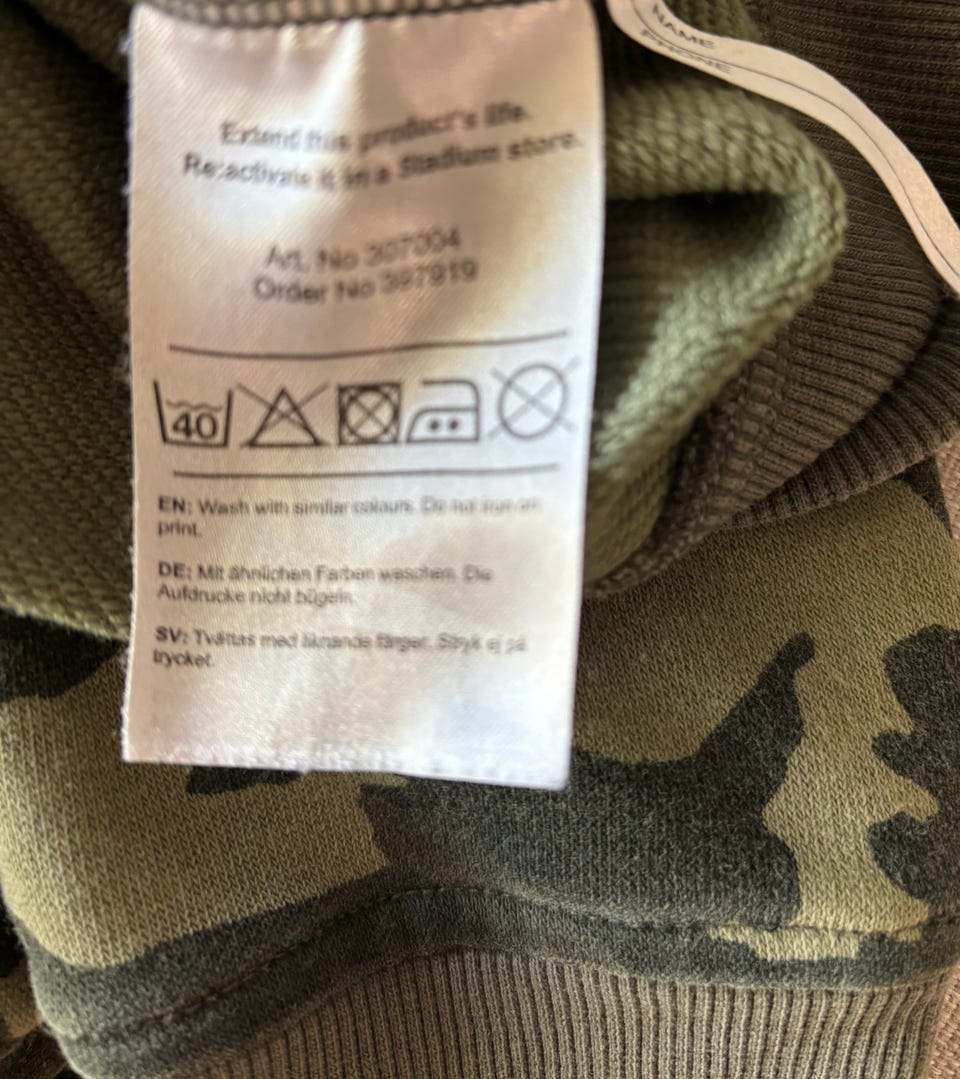 NAME
PHONE
Extend this product's life.
Re:activate it in a Stadium store.
Art. No 307004
Order No 397919
40
EN: Wash with similar colours. Do not iron on
print.
DE: Mit ähnlichen Farben waschen. Die
Aufdrucke nicht bügeln.
SV: Tvättas med liknande färger. Stryk ej på
trycket.